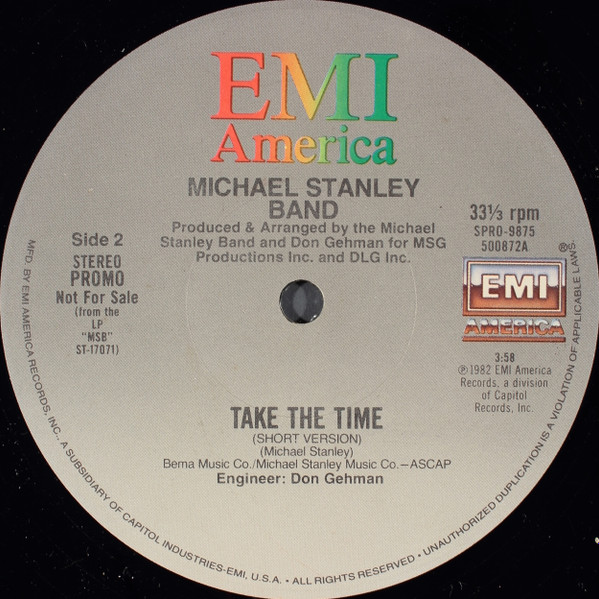 EMI
America
MICHAEL STANLEY
BAND
Produced & Arranged by the Michael
Stanley Band and Don Gehman for MSG
Productions Inc. and DLG Inc.
Side 2
STEREO
PROMO
Not For Sale
(from the
LP
"MSB"
ST-17071)
33⅓ rpm
SPRO-9875
500872A
®
EMI
AMERICA
3:58
℗1982 EMI America
Records, a division
of Capitol
Records, Inc.
TAKE THE TIME
(SHORT VERSION)
(Michael Stanley)
Bema Music Co./Michael Stanley Music Co.–ASCAP
Engineer: Don Gehman
MFD. BY EMI AMERICA RECORDS, INC., A SUBSIDIARY OF CAPITOL INDUSTRIES-EMI, U.S.A. • ALL RIGHTS RESERVED. • UNAUTHORIZED DUPLICATION IS A VIOLATION OF APPLICABLE LAWS.